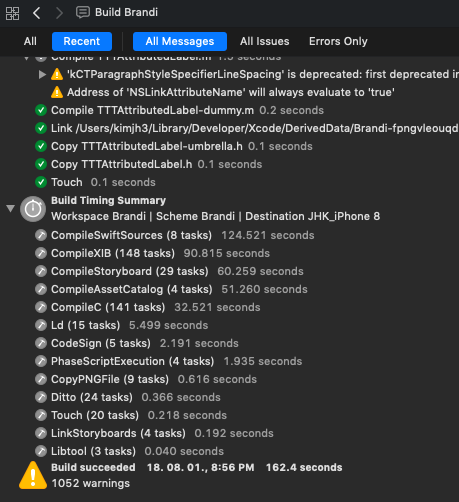 Build Brandi
All Recent All Messages All Issues Errors Only
Compile TTTAttributedLabel.m 1.3 seconds
'kCTParagraphStyleSpecifierLineSpacing' is deprecated: first deprecated in
Address of 'NSLinkAttributeName' will always evaluate to 'true'
Compile TTTAttributedLabel-dummy.m 0.2 seconds
Link /Users/kimjh3/Library/Developer/Xcode/DerivedData/Brandi-fpngvleouqd
Copy TTTAttributedLabel-umbrella.h 0.1 seconds
Copy TTTAttributedLabel.h 0.1 seconds
Touch 0.1 seconds
Build Timing Summary
Workspace Brandi | Scheme Brandi | Destination JHK_iPhone 8
CompileSwiftSources (8 tasks) 124.521 seconds
CompileXIB (148 tasks) 90.815 seconds
CompileStoryboard (29 tasks) 60.259 seconds
CompileAssetCatalog (4 tasks) 51.260 seconds
CompileC (141 tasks) 32.521 seconds
Ld (15 tasks) 5.499 seconds
CodeSign (5 tasks) 2.191 seconds
PhaseScriptExecution (4 tasks) 1.935 seconds
CopyPNGFile (9 tasks) 0.616 seconds
Ditto (24 tasks) 0.366 seconds
Touch (20 tasks) 0.218 seconds
LinkStoryboards (4 tasks) 0.192 seconds
Libtool (3 tasks) 0.040 seconds
Build succeeded 18. 08. 01., 8:56 PM 162.4 seconds
1052 warnings